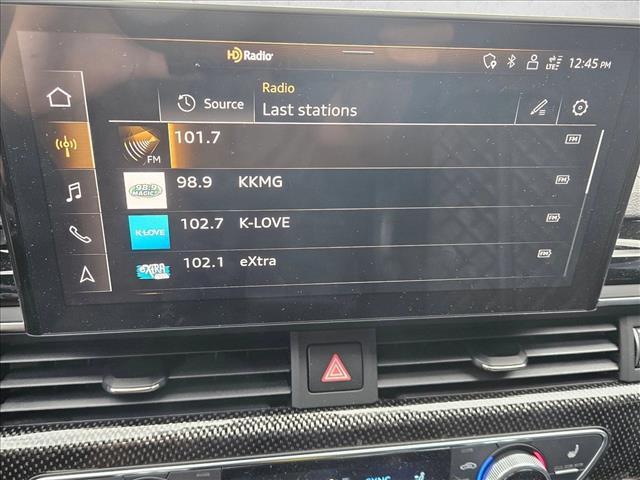 HD Radio
LTE
12:45 PM
Source
Radio
Last stations
FM
101.7
FM
98.9
MAGIC
98.9 KKMG
FM
K-LOVE
102.7 K-LOVE
FM
eXtra
102.1 eXtra
FM
SYNC